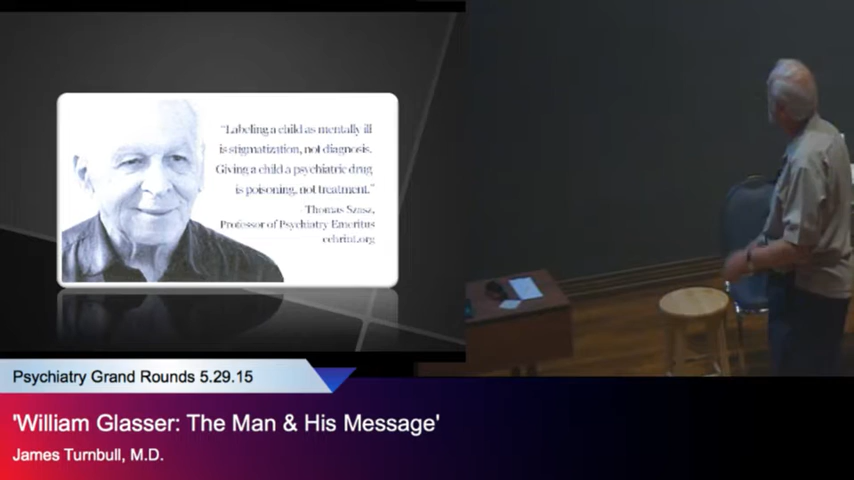 "Labeling a child as mentally ill
is stigmatization, not diagnosis.
Giving a child a psychiatric drug
is poisoning, not treatment."
- Thomas Szasz,
Professor of Psychiatry Emeritus
cchrint.org
Psychiatry Grand Rounds 5.29.15
'William Glasser: The Man & His Message'
James Turnbull, M.D.